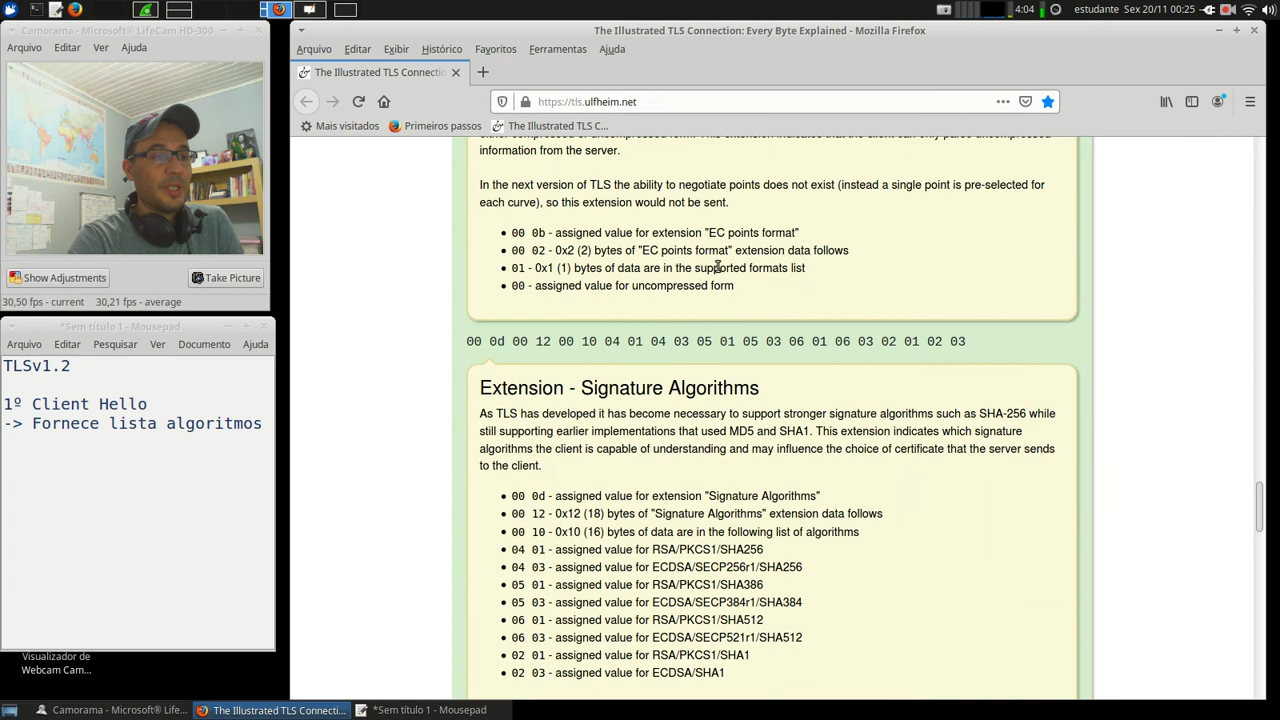 4:04
estudante
Sex 20/11 00:25
Camorama - Microsoft® LifeCam HD-300
Arquivo Editar Ver Ajuda
Show Adjustments
Take Picture
30,50 fps - current
30,21 fps - average
*Sem título 1 - Mousepad
Arquivo Editar Pesquisar Ver Documento Ajuda
TLSv1.2
1º Client Hello
-> Fornece lista algoritmos
Visualizador de
Webcam Cam...
The Illustrated TLS Connection: Every Byte Explained - Mozilla Firefox
Arquivo Editar Exibir Histórico Favoritos Ferramentas Ajuda
The Illustrated TLS Connectio
https://tls.ulfheim.net
Mais visitados
Primeiros passos
The Illustrated TLS C...
information from the server.
In the next version of TLS the ability to negotiate points does not exist (instead a single point is pre-selected for
each curve), so this extension would not be sent.
00 0b - assigned value for extension "EC points format"
00 02 - 0x2 (2) bytes of "EC points format" extension data follows
01 - 0x1 (1) bytes of data are in the supported formats list
00 - assigned value for uncompressed form
00 0d 00 12 00 10 04 01 04 03 05 01 05 03 06 01 06 03 02 01 02 03
Extension - Signature Algorithms
As TLS has developed it has become necessary to support stronger signature algorithms such as SHA-256 while
still supporting earlier implementations that used MD5 and SHA1. This extension indicates which signature
algorithms the client is capable of understanding and may influence the choice of certificate that the server sends
to the client.
00 0d - assigned value for extension "Signature Algorithms"
00 12 - 0x12 (18) bytes of "Signature Algorithms" extension data follows
00 10 - 0x10 (16) bytes of data are in the following list of algorithms
04 01 - assigned value for RSA/PKCS1/SHA256
04 03 - assigned value for ECDSA/SECP256r1/SHA256
05 01 - assigned value for RSA/PKCS1/SHA386
05 03 - assigned value for ECDSA/SECP384r1/SHA384
06 01 - assigned value for RSA/PKCS1/SHA512
06 03 - assigned value for ECDSA/SECP521r1/SHA512
02 01 - assigned value for RSA/PKCS1/SHA1
02 03 - assigned value for ECDSA/SHA1
Camorama - Microsoft® Life...
The Illustrated TLS Connecti...
*Sem título 1 - Mousepad